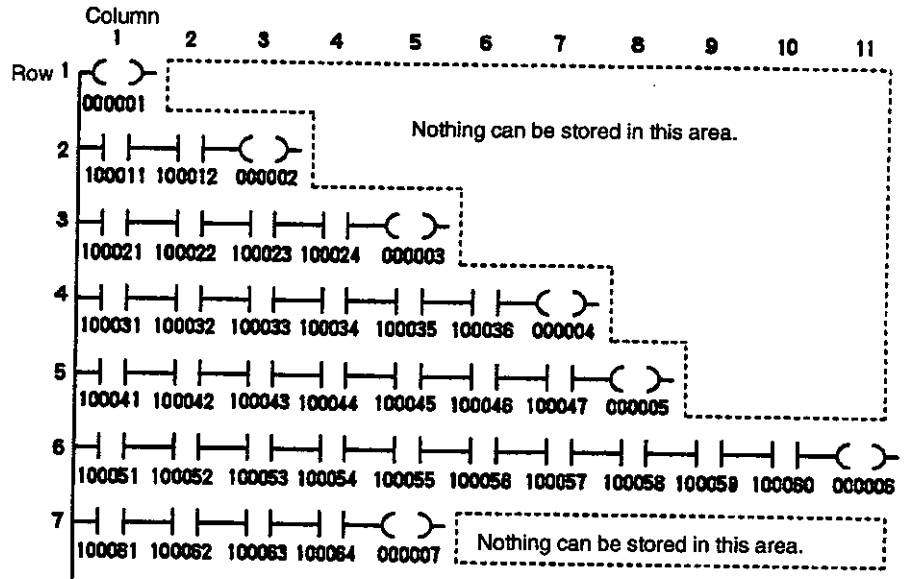 Column
1 2 3 4 5 6 7 8 9 10 11
Row 1
000001
Nothing can be stored in this area.
2
100011 100012 000002
3
100021 100022 100023 100024 000003
4
100031 100032 100033 100034 100035 100036 000004
5
100041 100042 100043 100044 100045 100046 100047 000005
6
100051 100052 100053 100054 100055 100056 100057 100058 100059 100060 000006
7
100061 100062 100063 100064 000007
Nothing can be stored in this area.